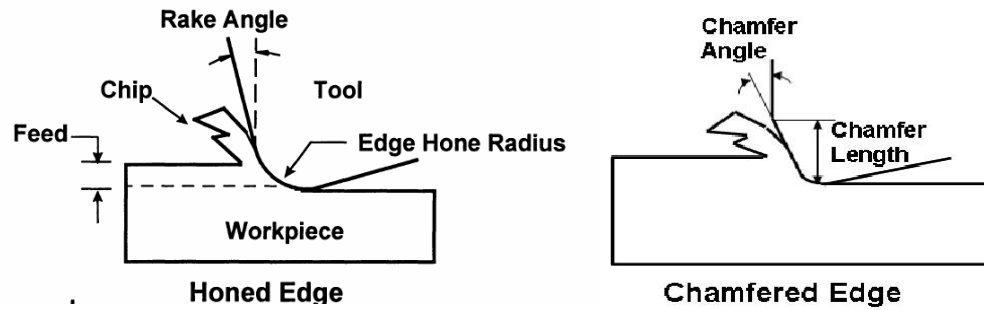 Rake Angle
Chip
Tool
Feed
Edge Hone Radius
Workpiece
Honed Edge
Chamfer
Angle
Chamfer
Length
Chamfered Edge